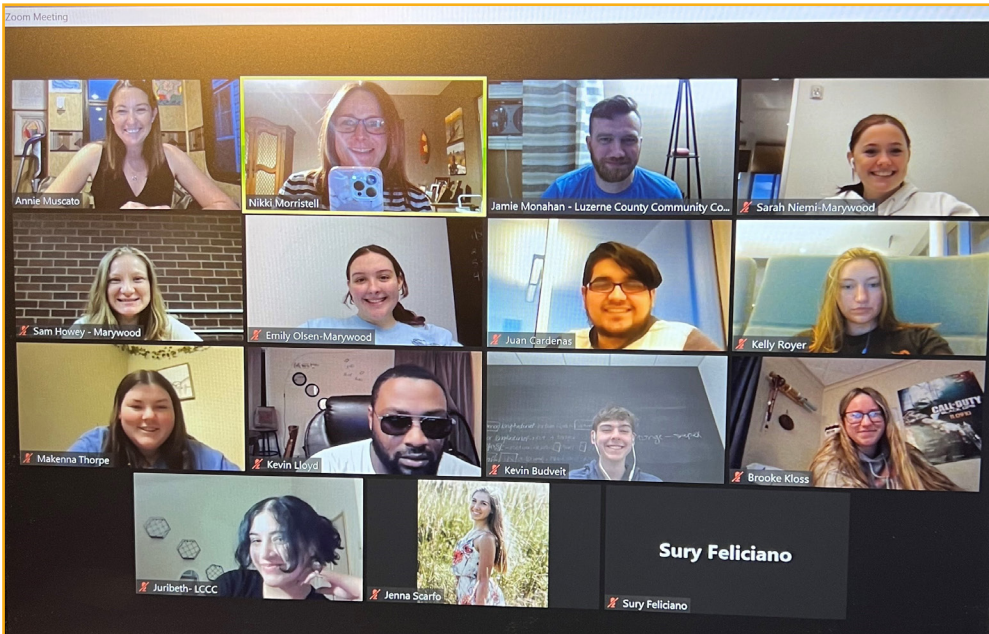 Zoom Meeting
Annie Muscato
Nikki Morristell
Jamie Monahan - Luzerne County Community Co...
Sarah Niemi-Marywood
Sam Howey - Marywood
Emily Olsen-Marywood
Juan Cardenas
Kelly Royer
Makenna Thorpe
Kevin Lloyd
Kevin Budveit
Brooke Kloss
CALL OF DUTY
Juribeth- LCCC
Jenna Scarfo
Sury Feliciano
Sury Feliciano